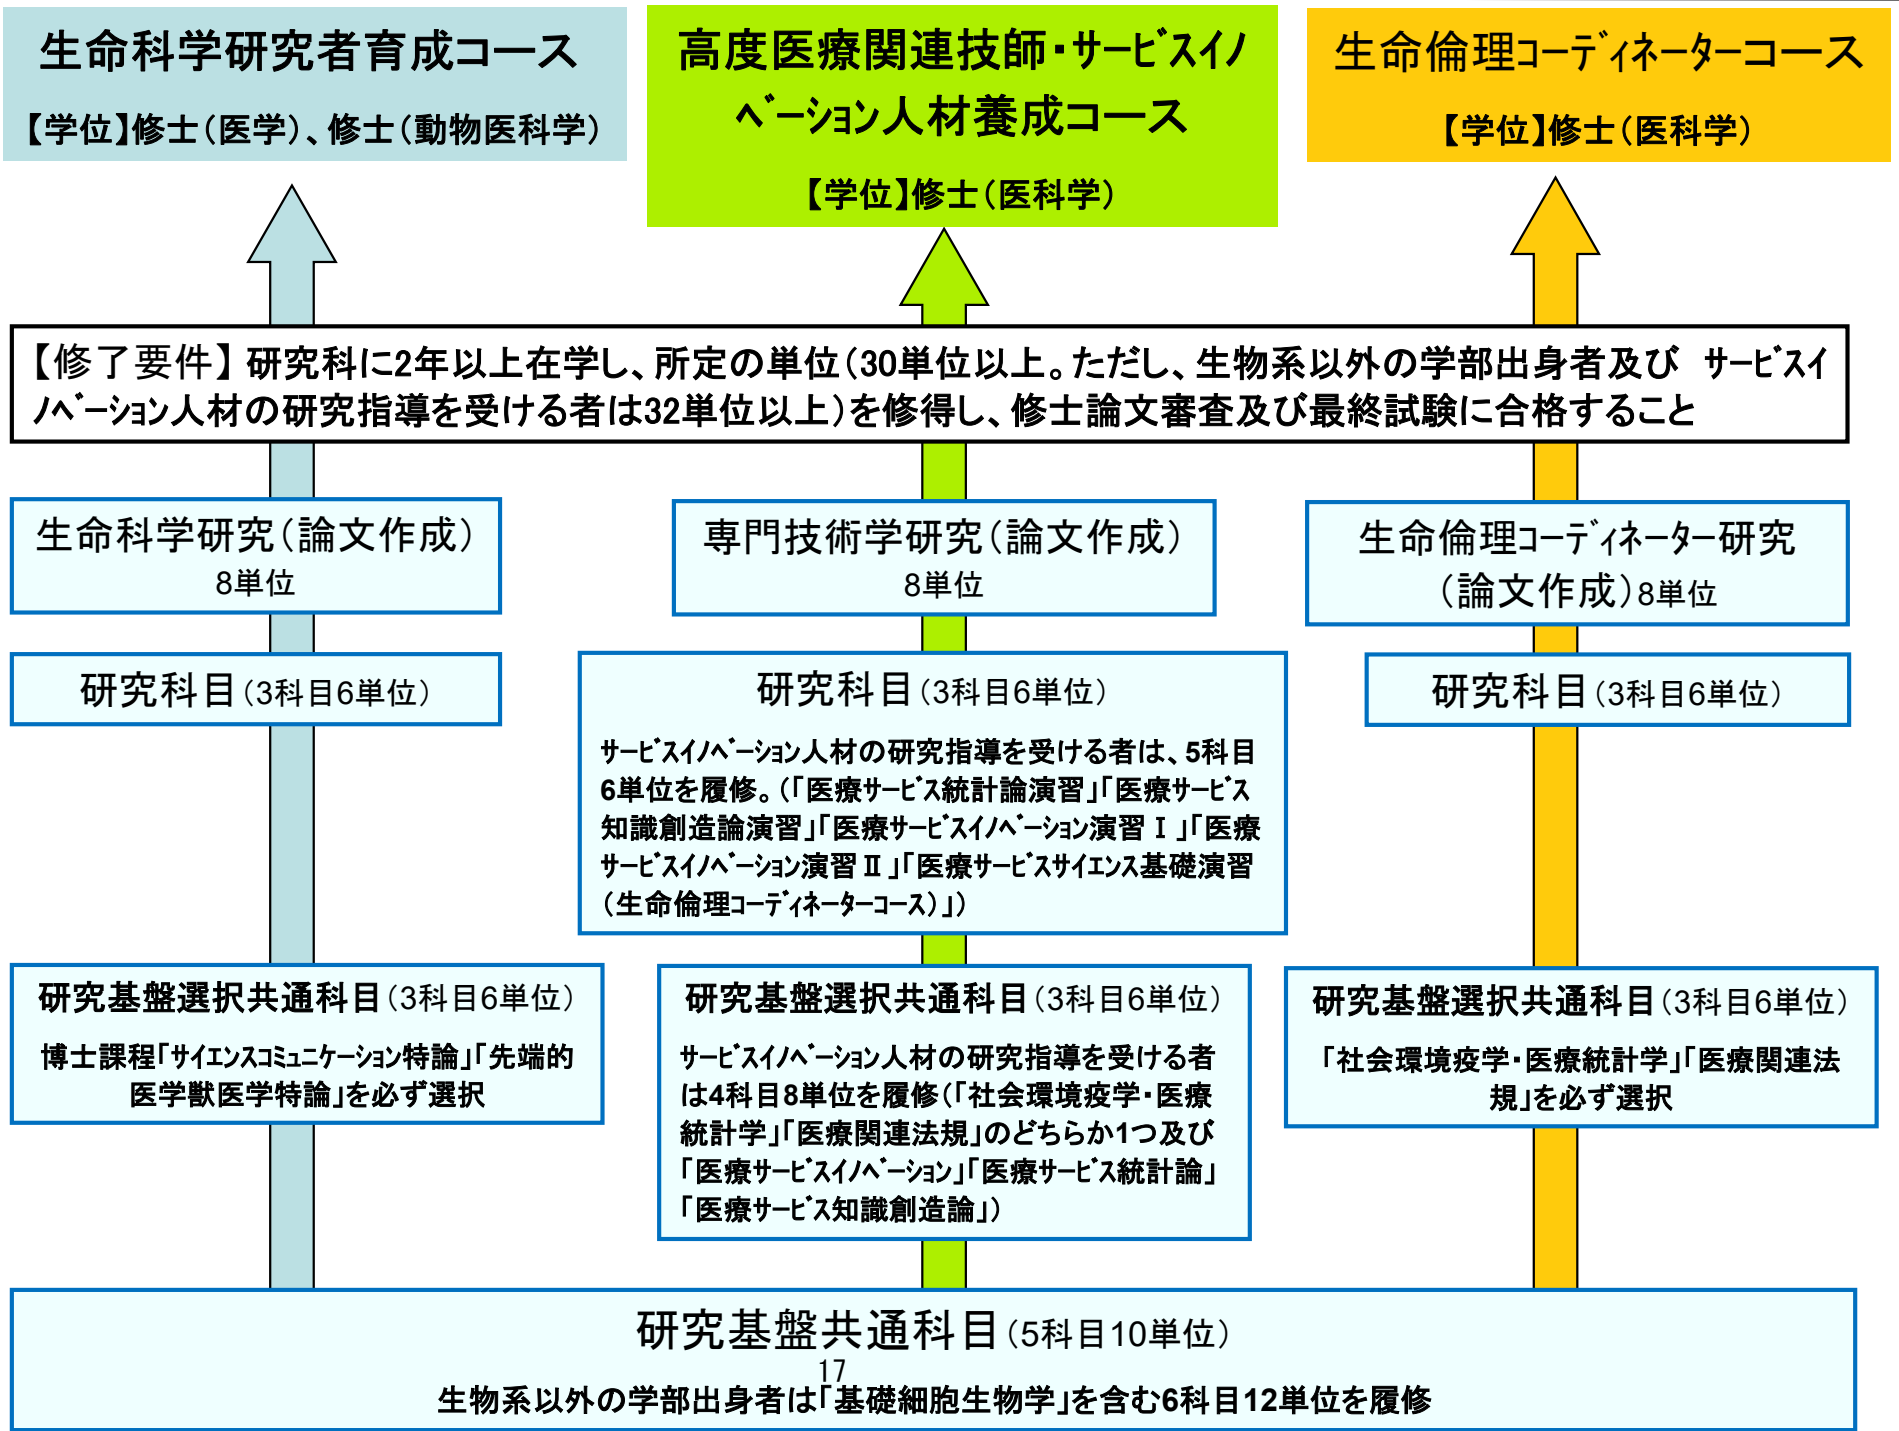 生命科学研究者育成コース
【学位】修士(医学)、修士(動物医科学)
高度医療関連技師・サービスイノ
ベーション人材養成コース
【学位】修士(医科学)
生命倫理コーディネーターコース
【学位】修士(医科学)
【修了要件】研究科に2年以上在学し、所定の単位(30単位以上。ただし、生物系以外の学部出身者及び サービスイ
ノベーション人材の研究指導を受ける者は32単位以上)を修得し、修士論文審査及び最終試験に合格すること
生命科学研究(論文作成)
8単位
専門技術学研究(論文作成)
8単位
生命倫理コーディネーター研究
(論文作成)8単位
研究科目(3科目6単位)
研究科目(3科目6単位)
サービスイノベーション人材の研究指導を受ける者は、5科目
6単位を履修。(「医療サービス統計論演習」「医療サービス
知識創造論演習」「医療サービスイノベーション演習Ⅰ」「医療
サービスイノベーション演習Ⅱ」「医療サービスサイエンス基礎演習
(生命倫理コーディネーターコース)」)
研究科目(3科目6単位)
研究基盤選択共通科目(3科目6単位)
博士課程「サイエンスコミュニケーション特論」「先端的
医学獣医学特論」を必ず選択
研究基盤選択共通科目(3科目6単位)
サービスイノベーション人材の研究指導を受ける者
は4科目8単位を履修(「社会環境疫学・医療
統計学」「医療関連法規」のどちらか1つ及び
「医療サービスイノベーション」「医療サービス統計論」
「医療サービス知識創造論」)
研究基盤選択共通科目(3科目6単位)
「社会環境疫学・医療統計学」「医療関連法
規」を必ず選択
研究基盤共通科目(5科目10単位)
17
生物系以外の学部出身者は「基礎細胞生物学」を含む6科目12単位を履修